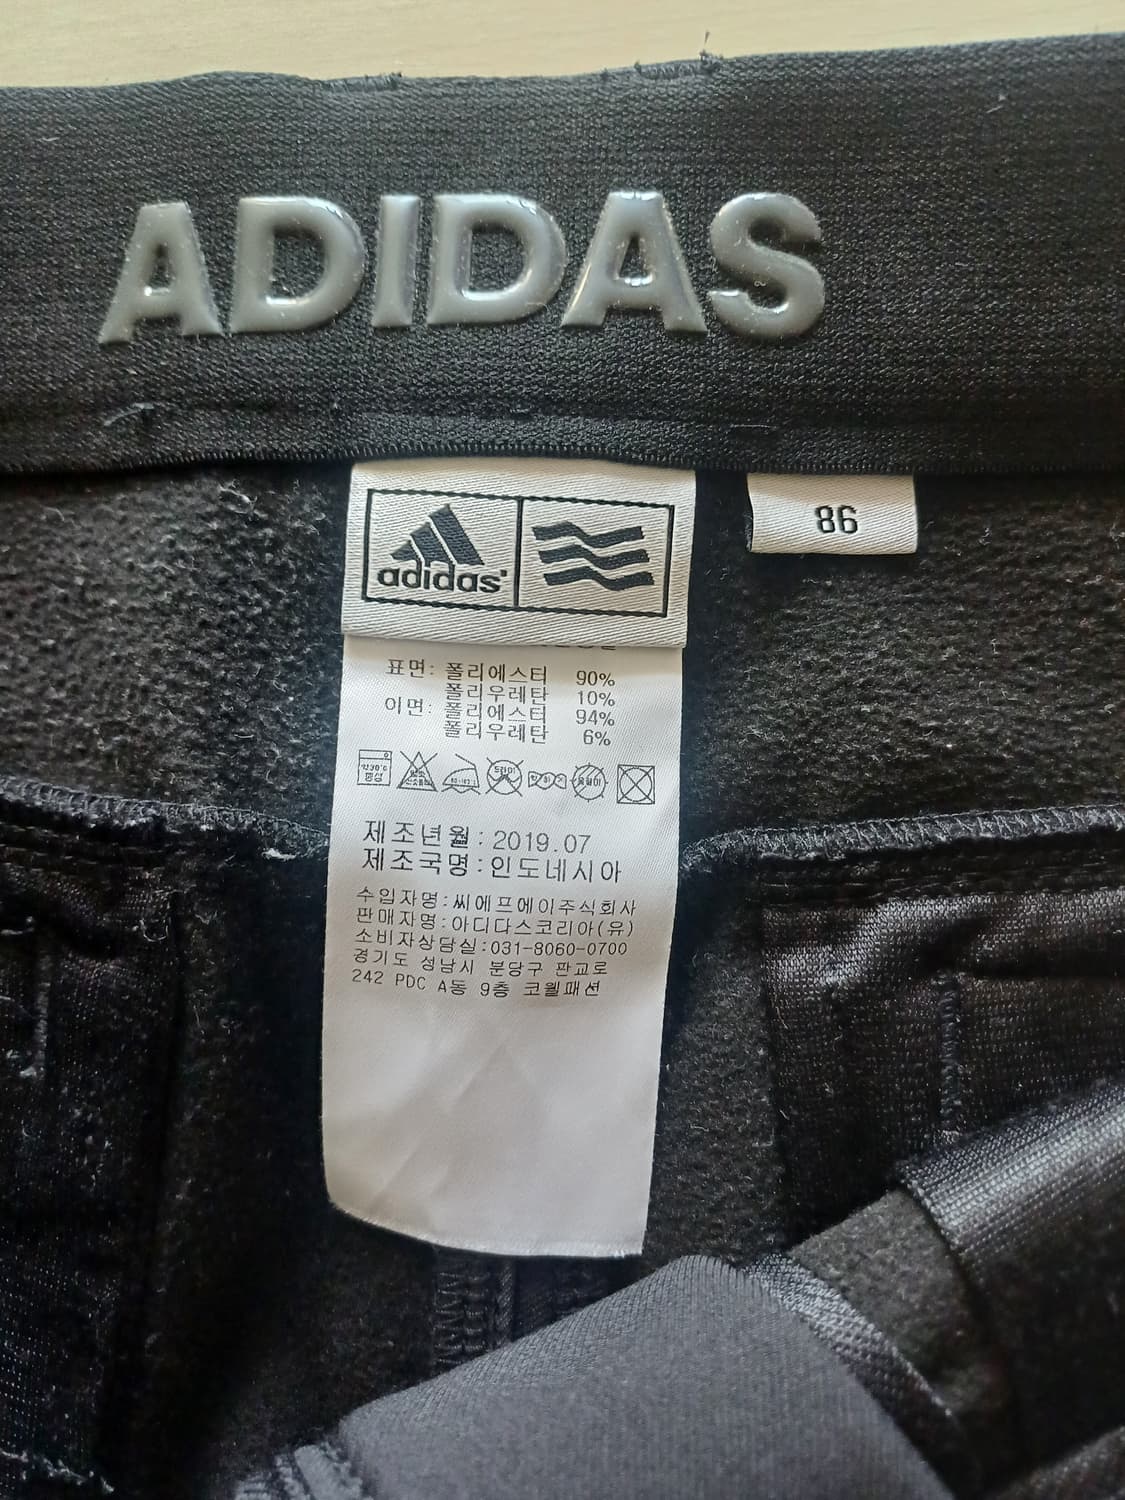 ADIDAS
adidas
86
표면: 폴리에스터 90%
폴리우레탄 10%
이면: 폴리에스터 94%
폴리우레탄 6%
드라이
제조년월 : 2019.07
제조국명 : 인도네시아
수입자명 : 씨에프에이주식회사
판매자명 : 아디다스코리아(유)
소비자상담실 : 031-8060-0700
경기도 성남시 분당구 판교로
242 PDC A동 9층 코웰패션